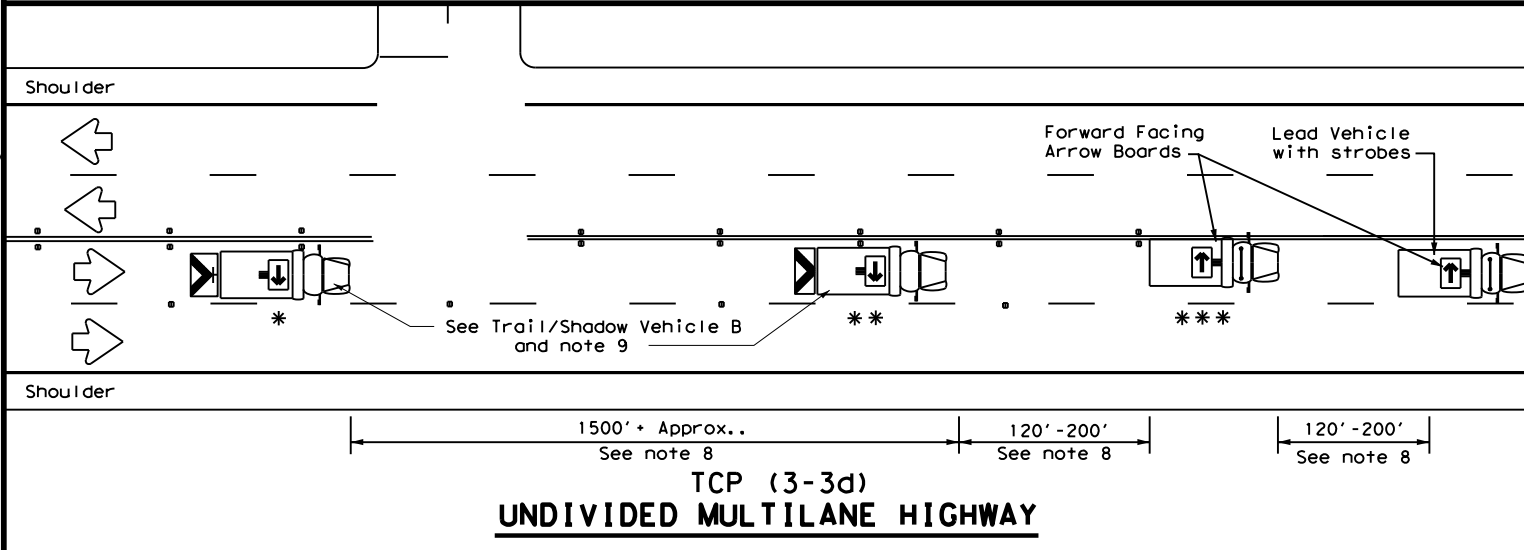 Shoulder
Forward Facing
Arrow Boards
Lead Vehicle
with strobes
*
**
***
See Trail/Shadow Vehicle B
and note 9
Shoulder
1500'+ Approx..
See note 8
120'-200'
See note 8
120'-200'
See note 8
TCP (3-3d)
UNDIVIDED MULTILANE HIGHWAY